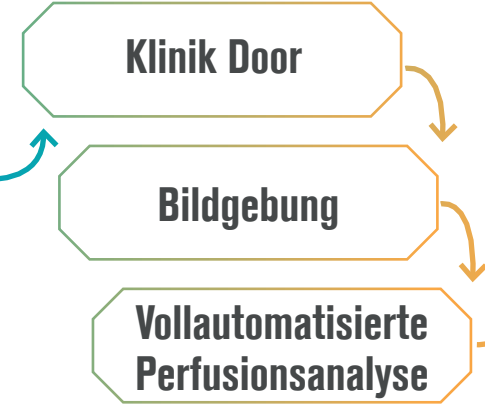 Klinik Door
Bildgebung
Vollautomatisierte
Perfusionsanalyse